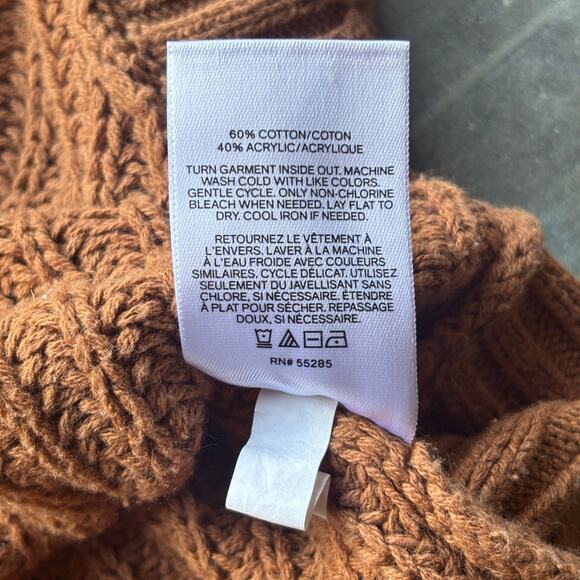 60% COTTON/COTON
40% ACRYLIC/ACRYLIQUE
TURN GARMENT INSIDE OUT. MACHINE
WASH COLD WITH LIKE COLORS.
GENTLE CYCLE. ONLY NON-CHLORINE
BLEACH WHEN NEEDED. LAY FLAT TO
DRY. COOL IRON IF NEEDED.
RETOURNEZ LE VÊTEMENT À
L'ENVERS. LAVER À LA MACHINE
À L'EAU FROIDE AVEC COULEURS
SIMILAIRES. CYCLE DÉLICAT. UTILISEZ
SEULEMENT DU JAVELLISANT SANS
CHLORE, SI NÉCESSAIRE. ÉTENDRE
À PLAT POUR SÉCHER. REPASSAGE
DOUX, SI NÉCESSAIRE.
RN# 55285